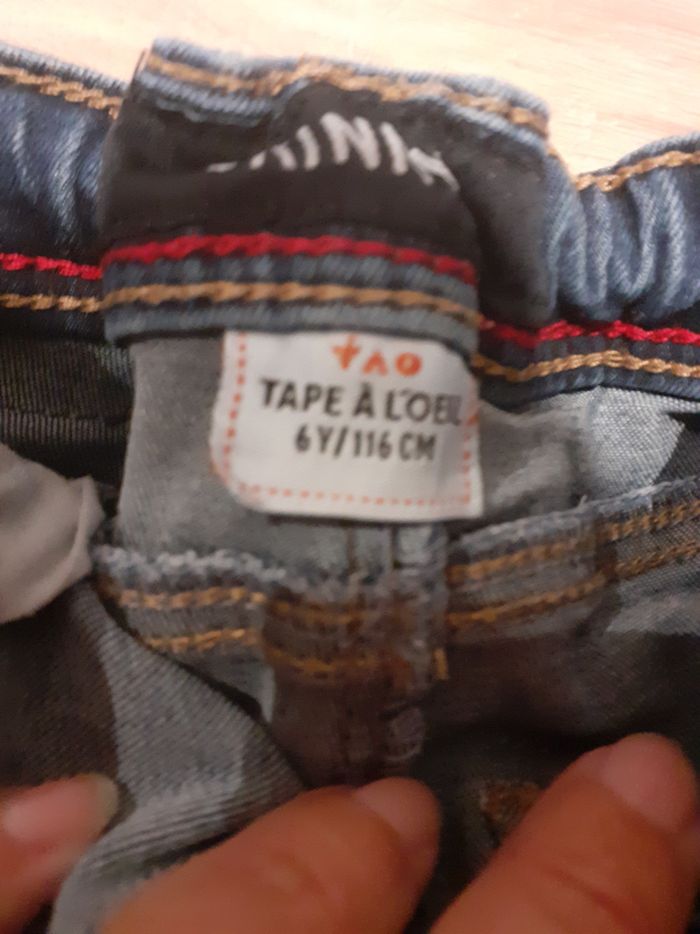 TAO
TAPE À L'OEIL
6Y/116 CM